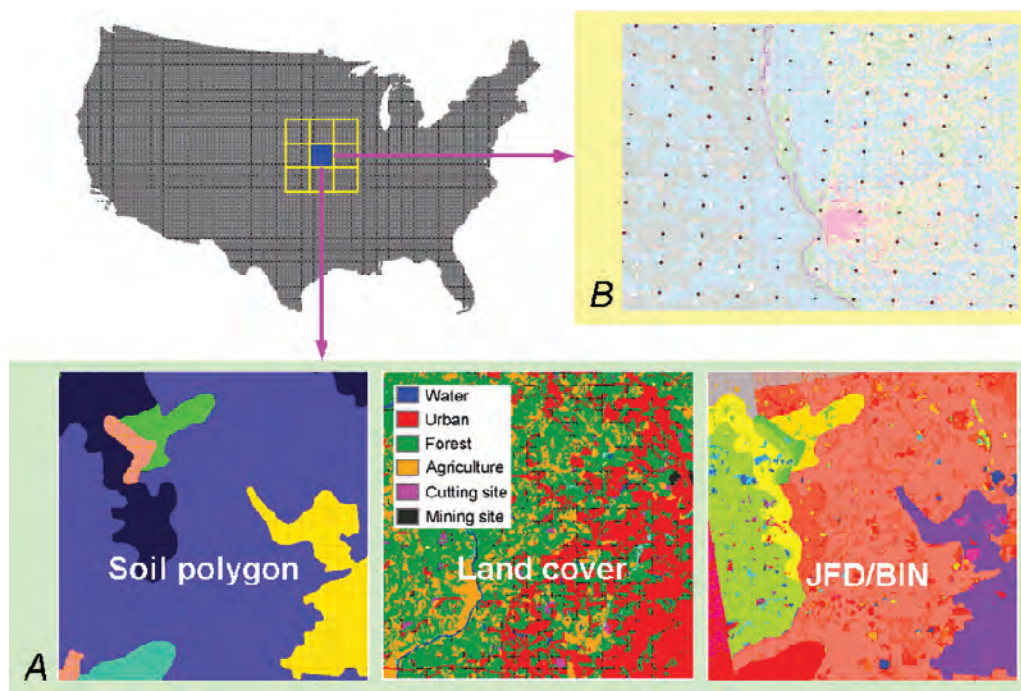 B
Water
Urban
Forest
Agriculture
Cutting site
Mining site
Soil polygon
Land cover
JFD/BIN
A